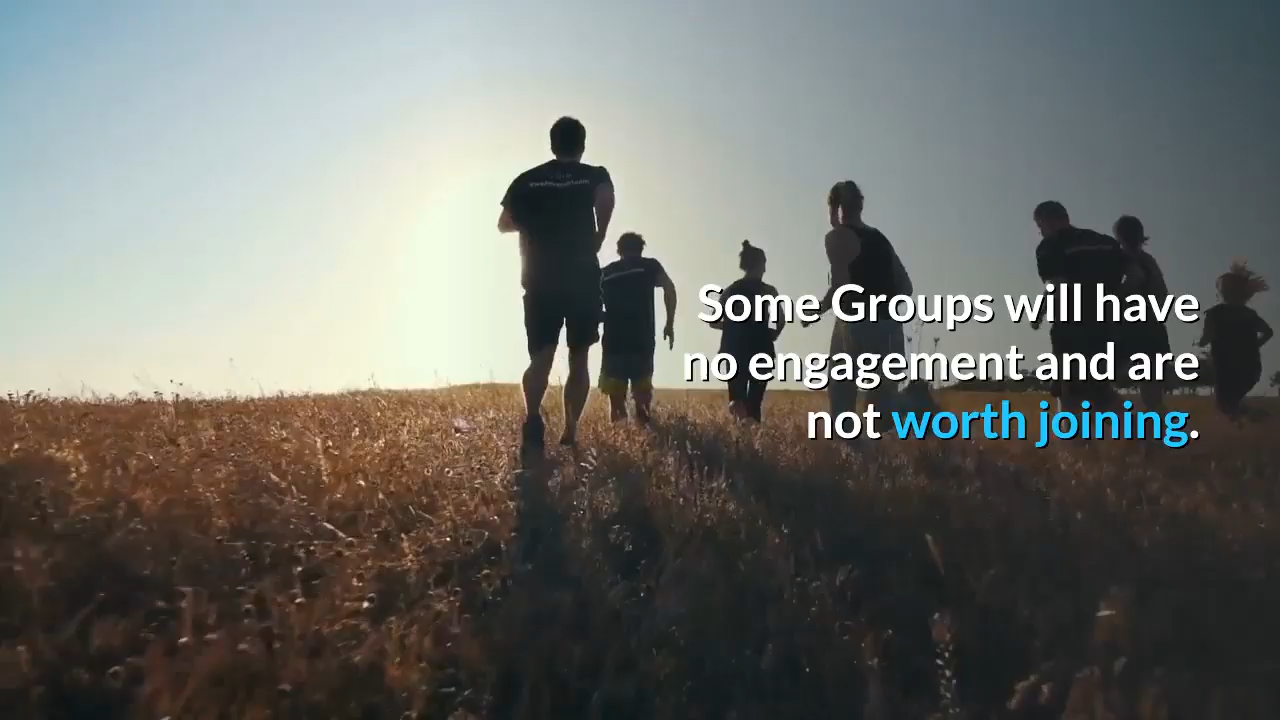 Some Groups will have
no engagement and are
not worth joining.